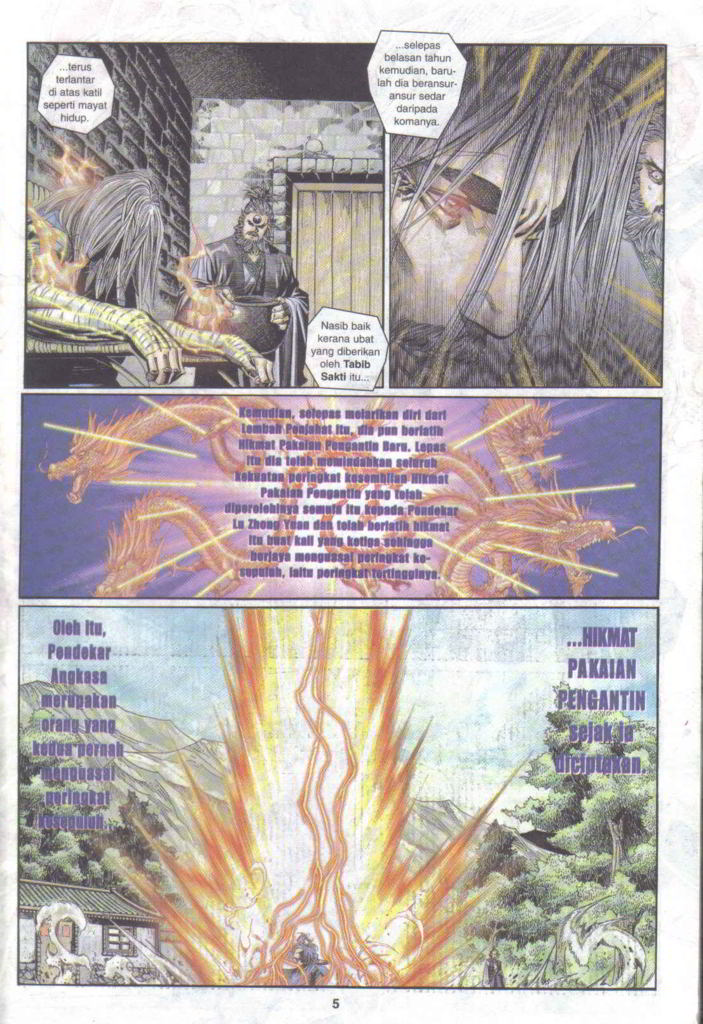 ...terus
terlantar
di atas katil
seperti mayat
hidup.
...selepas
belasan tahun
kemudian, baru-
lah dia beransur-
ansur sedar
daripada
komanya.
Nasib baik
kerana ubat
yang diberikan
oleh Tabib
Sakti itu...
Kemudian, selepas melarikan diri dari
Lembah Penjahat itu, dia pun berlatih
Hikmat Pakaian Pengantin Baru. Lepas
itu dia telah memindahkan seluruh
kekuatan peringkat kesembilan Hikmat
Pakaian Pengantin yang telah
diperolehinya semula itu kepada Pendekar
Lu Zhong Yuan dan telah berlatih hikmat
itu buat kali yang ketiga sehingga
berjaya menguasai peringkat ke-
sepuluh, iaitu peringkat tertingginya.
Oleh itu,
Pendekar
Angkasa
merupakan
orang yang
kedua pernah
menguasai
peringkat
kesepuluh...
...HIKMAT
PAKAIAN
PENGANTIN
sejak ia
diciptakan.
5